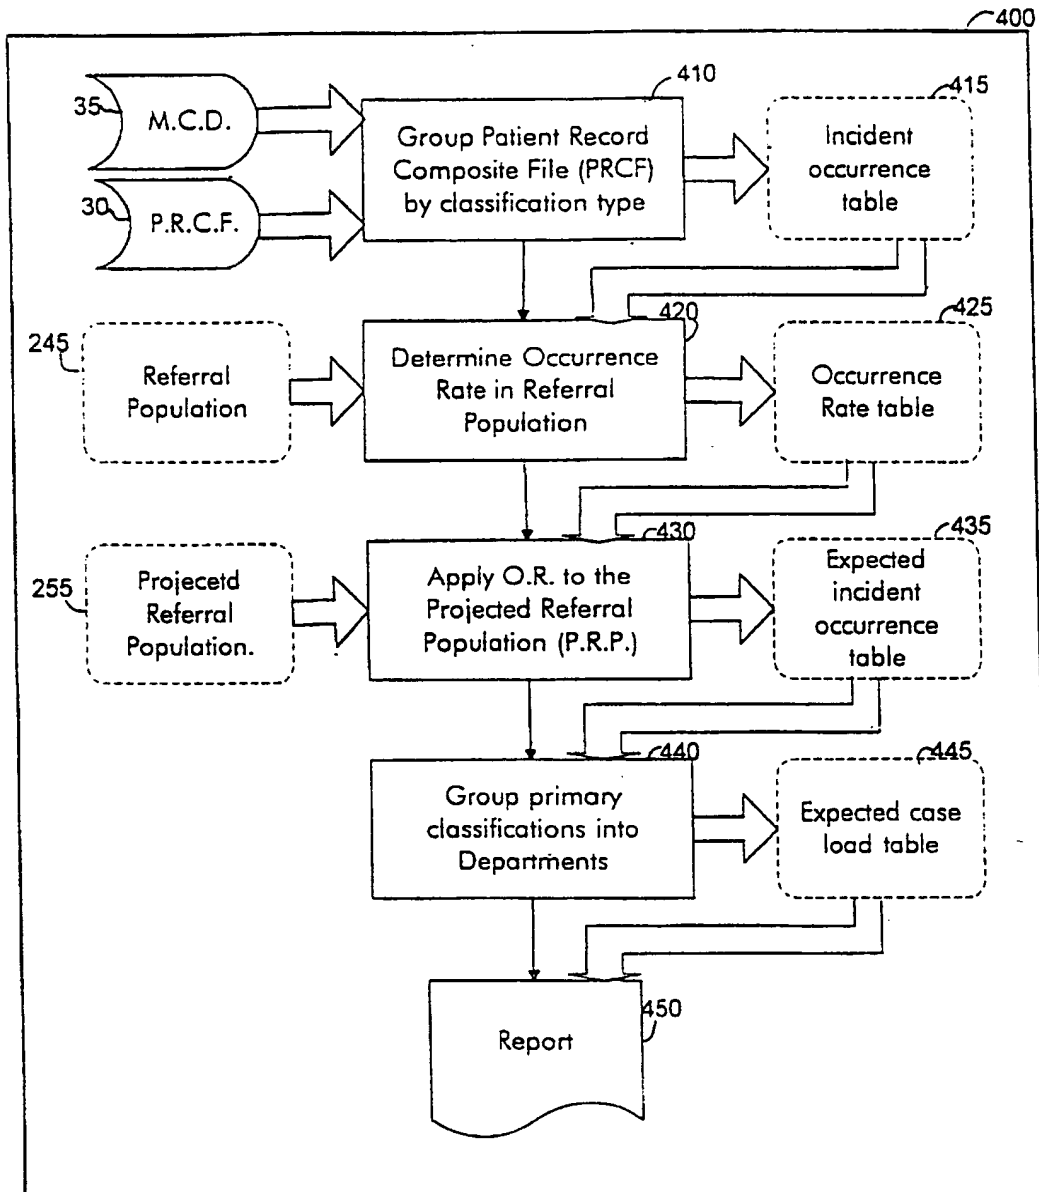 400
35
M.C.D.
30
P.R.C.F.
410
Group Patient Record
Composite File (PRCF)
by classification type
415
Incident
occurrence
table
245
Referral
Population
420
Determine Occurrence
Rate in Referral
Population
425
Occurrence
Rate table
255
Projecetd
Referral
Population.
430
Apply O.R. to the
Projected Referral
Population (P.R.P.)
435
Expected
incident
occurrence
table
440
Group primary
classifications into
Departments
445
Expected case
load table
450
Report